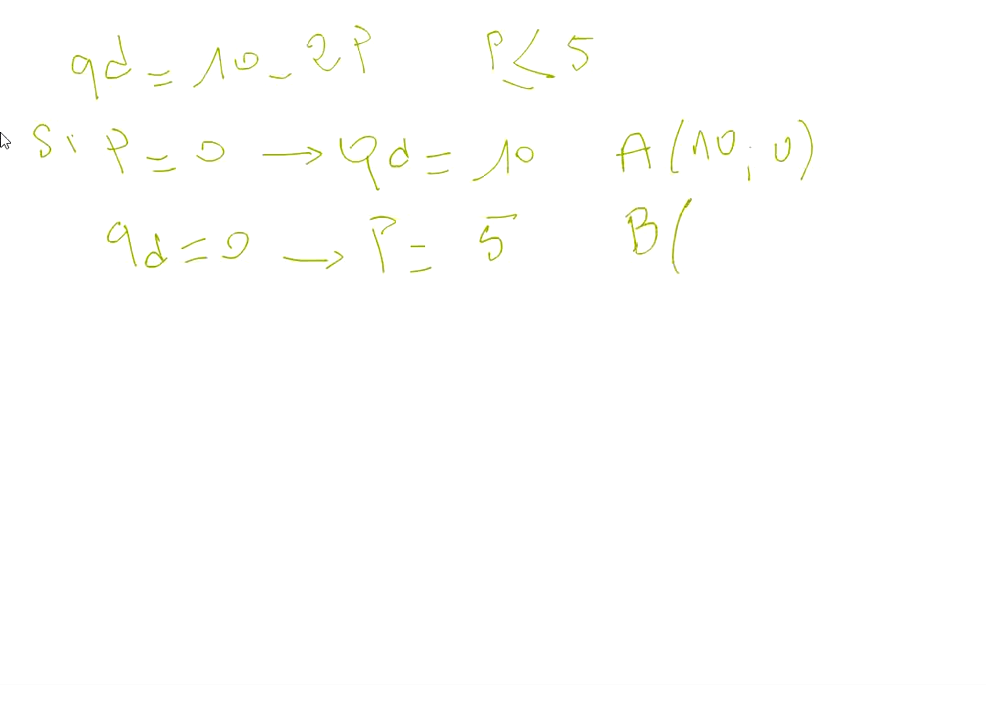 qd = 10 - 2P P ≤ 5
Si P = 0 → qd = 10 A(10; 0)
qd = 0 → P = 5 B(